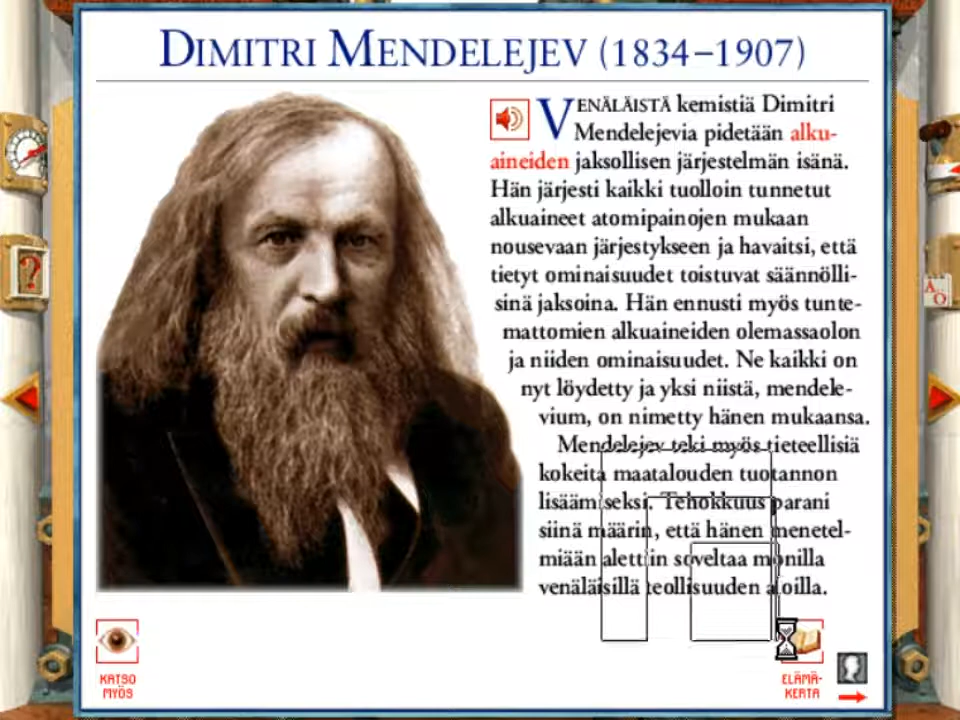 DIMITRI MENDELEJEV (1834–1907)
VENÄLÄISTÄ kemistiä Dimitri
Mendelejevia pidetään alku-
aineiden jaksollisen järjestelmän isänä.
Hän järjesti kaikki tuolloin tunnetut
alkuaineet atomipainojen mukaan
nousevaan järjestykseen ja havaitsi, että
tietyt ominaisuudet toistuvat säännölli-
sinä jaksoina. Hän ennusti myös tunte-
mattomien alkuaineiden olemassaolon
ja niiden ominaisuudet. Ne kaikki on
nyt löydetty ja yksi niistä, mendele-
vium, on nimetty hänen mukaansa.
Mendelejev teki myös tieteellisiä
kokeita maatalouden tuotannon
lisäämiseksi. Tehokkuus parani
siinä määrin, että hänen menetel-
miään alettiin soveltaa monilla
venäläisillä teollisuuden aloilla.
KATSO
MYÖS
ELÄMÄ-
KERTA
?
A
Ö